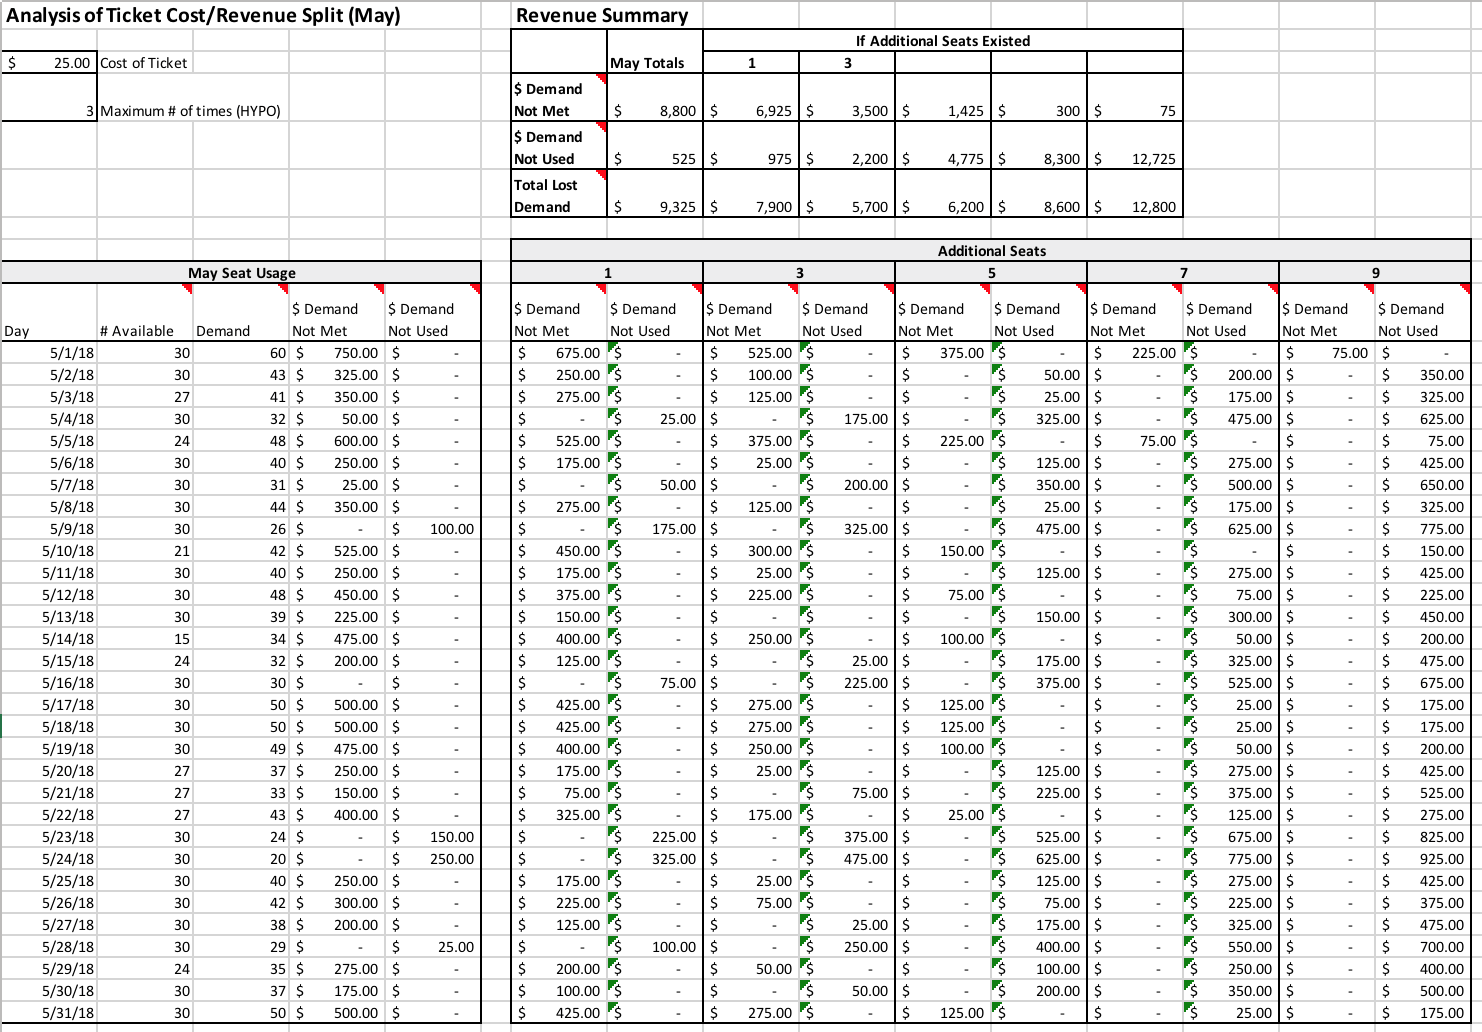 Analysis of Ticket Cost/Revenue Split (May)
Revenue Summary
If Additional Seats Existed
$ 25.00 Cost of Ticket
May Totals 1 3
3 Maximum # of times (HYPO)
$ Demand
Not Met $ 8,800 $ 6,925 $ 3,500 $ 1,425 $ 300 $ 75
$ Demand
Not Used $ 525 $ 975 $ 2,200 $ 4,775 $ 8,300 $ 12,725
Total Lost
Demand $ 9,325 $ 7,900 $ 5,700 $ 6,200 $ 8,600 $ 12,800
Additional Seats
May Seat Usage 1 3 5 7 9
$ Demand $ Demand $ Demand $ Demand $ Demand $ Demand $ Demand $ Demand $ Demand $ Demand $ Demand $ Demand
Day # Available Demand Not Met Not Used Not Met Not Used Not Met Not Used Not Met Not Used Not Met Not Used Not Met Not Used
5/1/18 30 60 $ 750.00 $ - $ 675.00 $ - $ 525.00 $ - $ 375.00 $ - $ 225.00 $ - $ 75.00 $ -
5/2/18 30 43 $ 325.00 $ - $ 250.00 $ - $ 100.00 $ - $ - $ 50.00 $ - $ 200.00 $ - $ 350.00
5/3/18 27 41 $ 350.00 $ - $ 275.00 $ - $ 125.00 $ - $ - $ 25.00 $ - $ 175.00 $ - $ 325.00
5/4/18 30 32 $ 50.00 $ - $ - $ 25.00 $ - $ 175.00 $ - $ 325.00 $ - $ 475.00 $ - $ 625.00
5/5/18 24 48 $ 600.00 $ - $ 525.00 $ - $ 375.00 $ - $ 225.00 $ - $ 75.00 $ - $ - $ 75.00
5/6/18 30 40 $ 250.00 $ - $ 175.00 $ - $ 25.00 $ - $ - $ 125.00 $ - $ 275.00 $ - $ 425.00
5/7/18 30 31 $ 25.00 $ - $ - $ 50.00 $ - $ 200.00 $ - $ 350.00 $ - $ 500.00 $ - $ 650.00
5/8/18 30 44 $ 350.00 $ - $ 275.00 $ - $ 125.00 $ - $ - $ 25.00 $ - $ 175.00 $ - $ 325.00
5/9/18 30 26 $ - $ 100.00 $ - $ 175.00 $ - $ 325.00 $ - $ 475.00 $ - $ 625.00 $ - $ 775.00
5/10/18 21 42 $ 525.00 $ - $ 450.00 $ - $ 300.00 $ - $ 150.00 $ - $ - $ - $ - $ 150.00
5/11/18 30 40 $ 250.00 $ - $ 175.00 $ - $ 25.00 $ - $ - $ 125.00 $ - $ 275.00 $ - $ 425.00
5/12/18 30 48 $ 450.00 $ - $ 375.00 $ - $ 225.00 $ - $ 75.00 $ - $ - $ 75.00 $ - $ 225.00
5/13/18 30 39 $ 225.00 $ - $ 150.00 $ - $ - $ - $ - $ 150.00 $ - $ 300.00 $ - $ 450.00
5/14/18 15 34 $ 475.00 $ - $ 400.00 $ - $ 250.00 $ - $ 100.00 $ - $ - $ 50.00 $ - $ 200.00
5/15/18 24 32 $ 200.00 $ - $ 125.00 $ - $ - $ 25.00 $ - $ 175.00 $ - $ 325.00 $ - $ 475.00
5/16/18 30 30 $ - $ - $ - $ 75.00 $ - $ 225.00 $ - $ 375.00 $ - $ 525.00 $ - $ 675.00
5/17/18 30 50 $ 500.00 $ - $ 425.00 $ - $ 275.00 $ - $ 125.00 $ - $ - $ 25.00 $ - $ 175.00
5/18/18 30 50 $ 500.00 $ - $ 425.00 $ - $ 275.00 $ - $ 125.00 $ - $ - $ 25.00 $ - $ 175.00
5/19/18 30 49 $ 475.00 $ - $ 400.00 $ - $ 250.00 $ - $ 100.00 $ - $ - $ 50.00 $ - $ 200.00
5/20/18 27 37 $ 250.00 $ - $ 175.00 $ - $ 25.00 $ - $ - $ 125.00 $ - $ 275.00 $ - $ 425.00
5/21/18 27 33 $ 150.00 $ - $ 75.00 $ - $ - $ 75.00 $ - $ 225.00 $ - $ 375.00 $ - $ 525.00
5/22/18 27 43 $ 400.00 $ - $ 325.00 $ - $ 175.00 $ - $ 25.00 $ - $ - $ 125.00 $ - $ 275.00
5/23/18 30 24 $ - $ 150.00 $ - $ 225.00 $ - $ 375.00 $ - $ 525.00 $ - $ 675.00 $ - $ 825.00
5/24/18 30 20 $ - $ 250.00 $ - $ 325.00 $ - $ 475.00 $ - $ 625.00 $ - $ 775.00 $ - $ 925.00
5/25/18 30 40 $ 250.00 $ - $ 175.00 $ - $ 25.00 $ - $ - $ 125.00 $ - $ 275.00 $ - $ 425.00
5/26/18 30 42 $ 300.00 $ - $ 225.00 $ - $ 75.00 $ - $ - $ 75.00 $ - $ 225.00 $ - $ 375.00
5/27/18 30 38 $ 200.00 $ - $ 125.00 $ - $ - $ 25.00 $ - $ 175.00 $ - $ 325.00 $ - $ 475.00
5/28/18 30 29 $ - $ 25.00 $ - $ 100.00 $ - $ 250.00 $ - $ 400.00 $ - $ 550.00 $ - $ 700.00
5/29/18 24 35 $ 275.00 $ - $ 200.00 $ - $ 50.00 $ - $ - $ 100.00 $ - $ 250.00 $ - $ 400.00
5/30/18 30 37 $ 175.00 $ - $ 100.00 $ - $ - $ 50.00 $ - $ 200.00 $ - $ 350.00 $ - $ 500.00
5/31/18 30 50 $ 500.00 $ - $ 425.00 $ - $ 275.00 $ - $ 125.00 $ - $ - $ 25.00 $ - $ 175.00